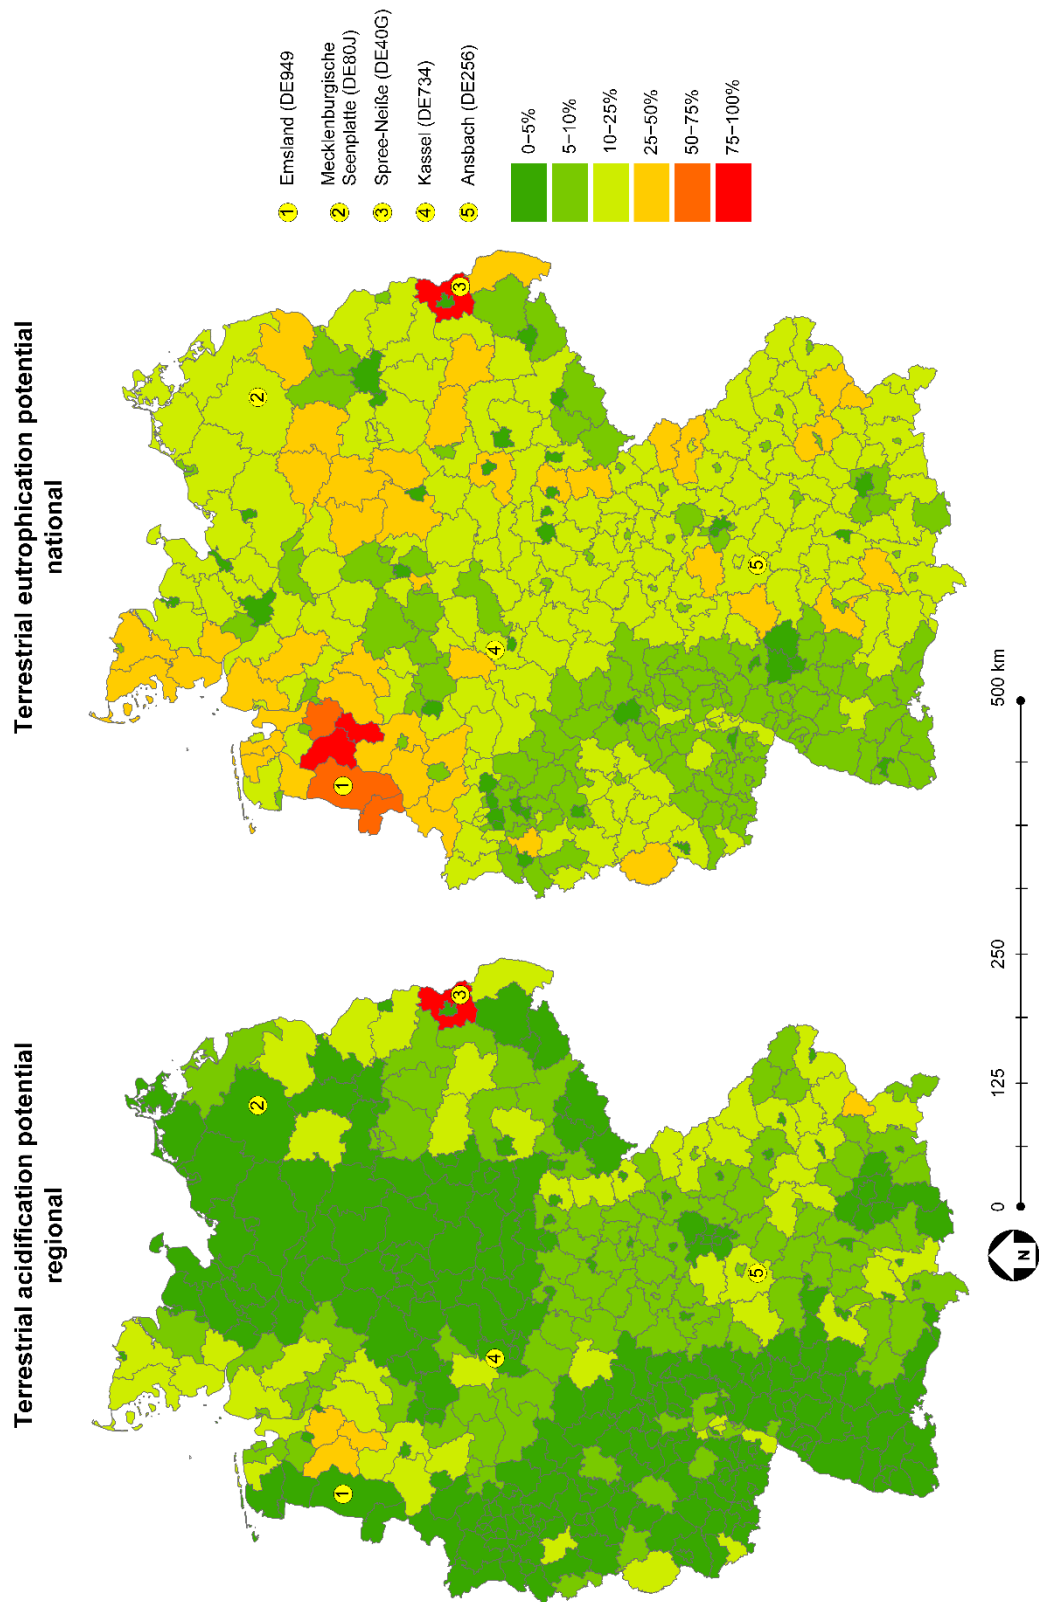 Terrestrial acidification potential
regional
Terrestrial eutrophication potential
national
1
2
3
4
5
1
2
3
4
5
1 Emsland (DE949
2 Mecklenburgische
Seenplatte (DE80J)
3 Spree-Neiße (DE40G)
4 Kassel (DE734)
5 Ansbach (DE256)
0–5%
5–10%
10–25%
25–50%
50–75%
75–100%
N
0 125 250 500 km